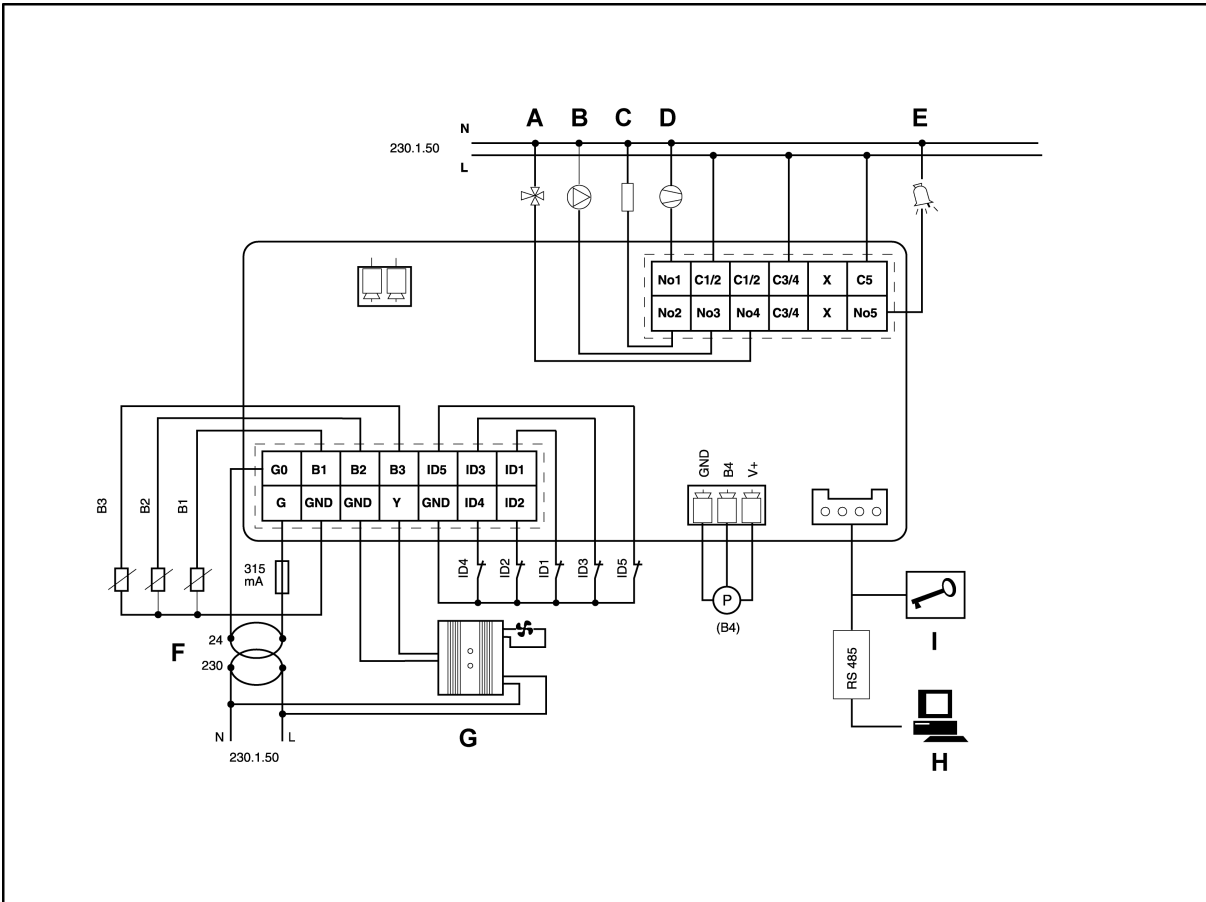 A B C D E
N
230.1.50
L
No1 C1/2 C1/2 C3/4 X C5
No2 No3 No4 C3/4 X No5
G0 B1 B2 B3 ID5 ID3 ID1
G GND GND Y GND ID4 ID2
GND B4 V+
B3 B2 B1
315
mA
ID4 ID2 ID1 ID3 ID5
P
(B4)
F
24
230
I
RS 485
G
N L
230.1.50
H